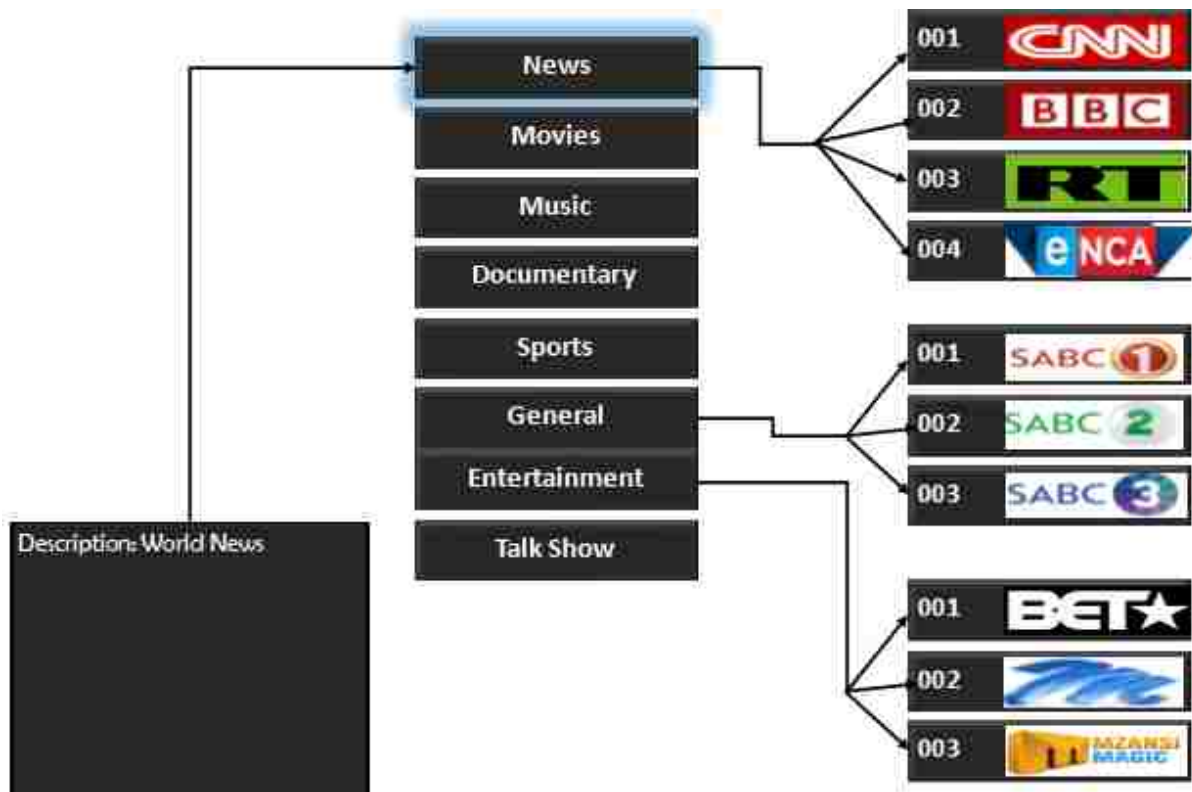 News
Movies
Music
Documentary
Sports
General
Entertainment
Talk Show
Description: World News
001 CNN
002 BBC
003 RT
004 eNCA
001 SABC 1
002 SABC 2
003 SABC 3
001 BET
002
003 MZANSI
MAGIC